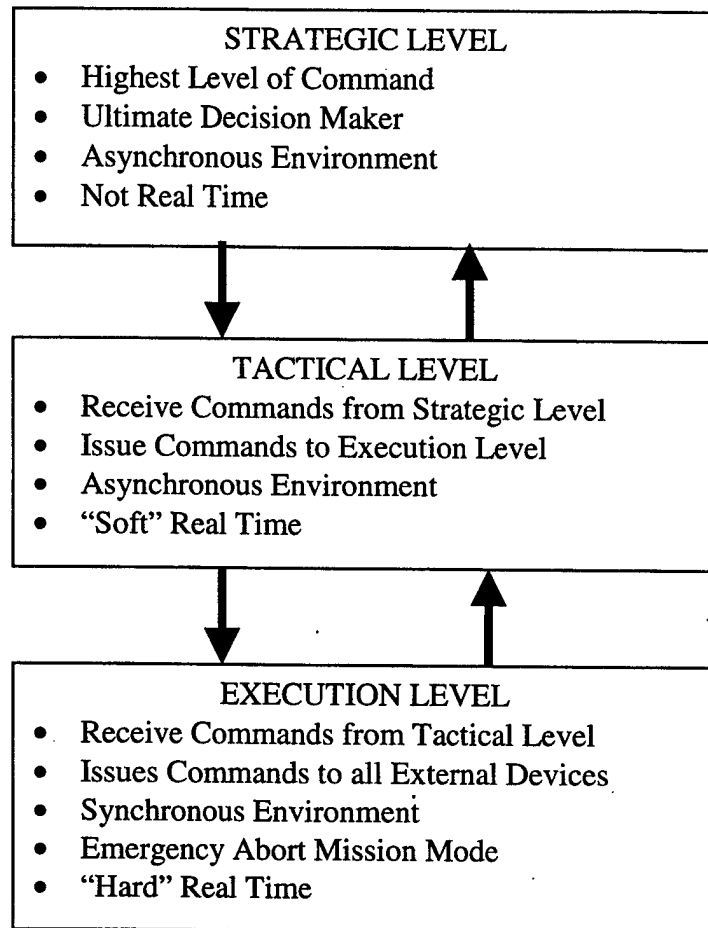 STRATEGIC LEVEL
• Highest Level of Command
• Ultimate Decision Maker
• Asynchronous Environment
• Not Real Time
TACTICAL LEVEL
• Receive Commands from Strategic Level
• Issue Commands to Execution Level
• Asynchronous Environment
• “Soft” Real Time
EXECUTION LEVEL
• Receive Commands from Tactical Level
• Issues Commands to all External Devices
• Synchronous Environment
• Emergency Abort Mission Mode
• “Hard” Real Time